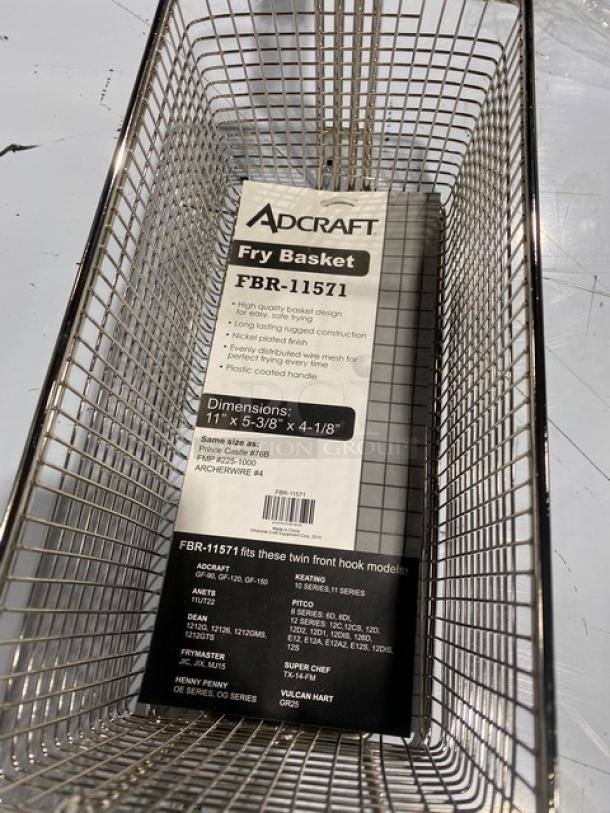 ADCRAFT
Fry Basket
FBR-11571
• High quality basket design
for easy, safe frying
• Long lasting rugged construction
• Nickel plated finish
• Evenly distributed wire mesh for
perfect frying every time
• Plastic coated handle
Dimensions:
11" x 5-3/8" x 4-1/8"
Same size as:
Prince Castle #76B
FMP #225-1000
ARCHERWIRE #4
FBR-11571
Made in China
FBR-11571 fits these twin front hook models:
ADCRAFT
GF-90, GF-120, GF-150
ANETS
11UT22
DEAN
1212G, 12126, 1212GMS,
1212GTS
FRYMASTER
JIC, JIX, MJ15
HENNY PENNY
OE SERIES, OG SERIES
KEATING
10 SERIES,11 SERIES
PITCO
6 SERIES: 6D, 6DI,
12 SERIES: 12C,12CS, 12D,
12D2, 12D1, 12DIS, 126D,
E12, E12A, E12A2, E12S, 12DIS,
12S
SUPER CHEF
TX-14-FM
VULCAN HART
GR25